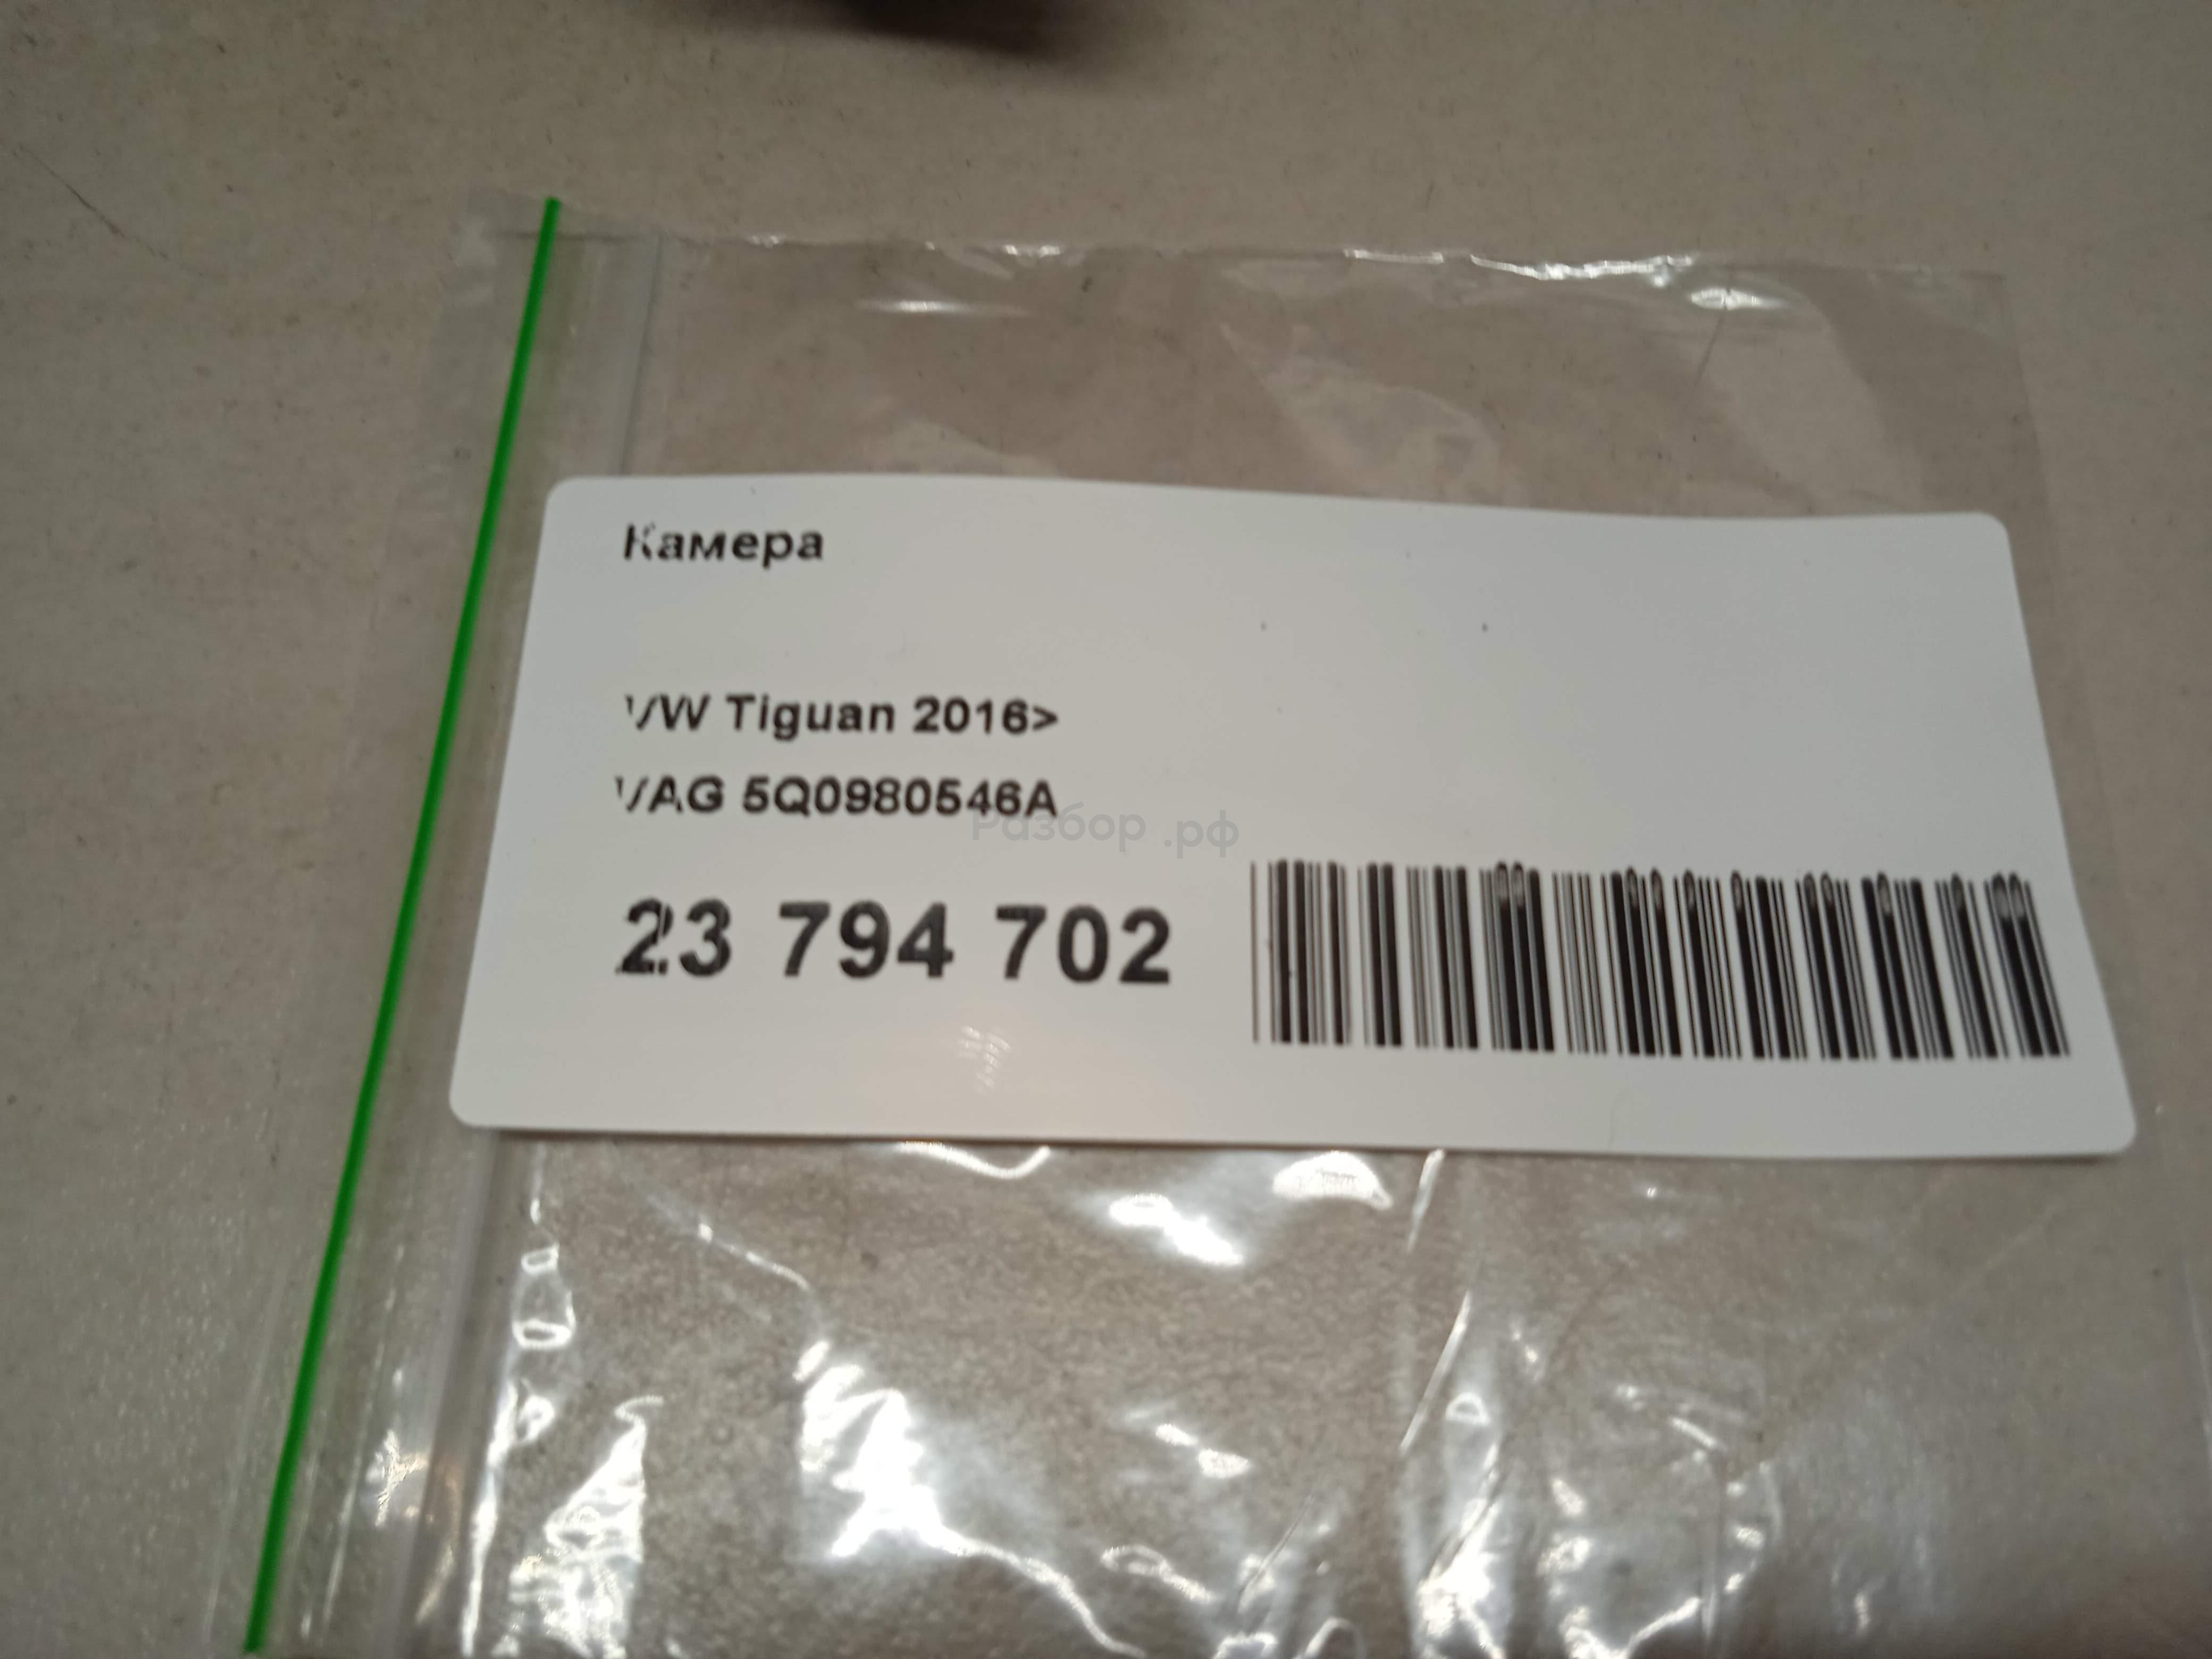 Камера
VW Tiguan 2016>
VAG 5Q0980546A
Разбор .рф
23 794 702